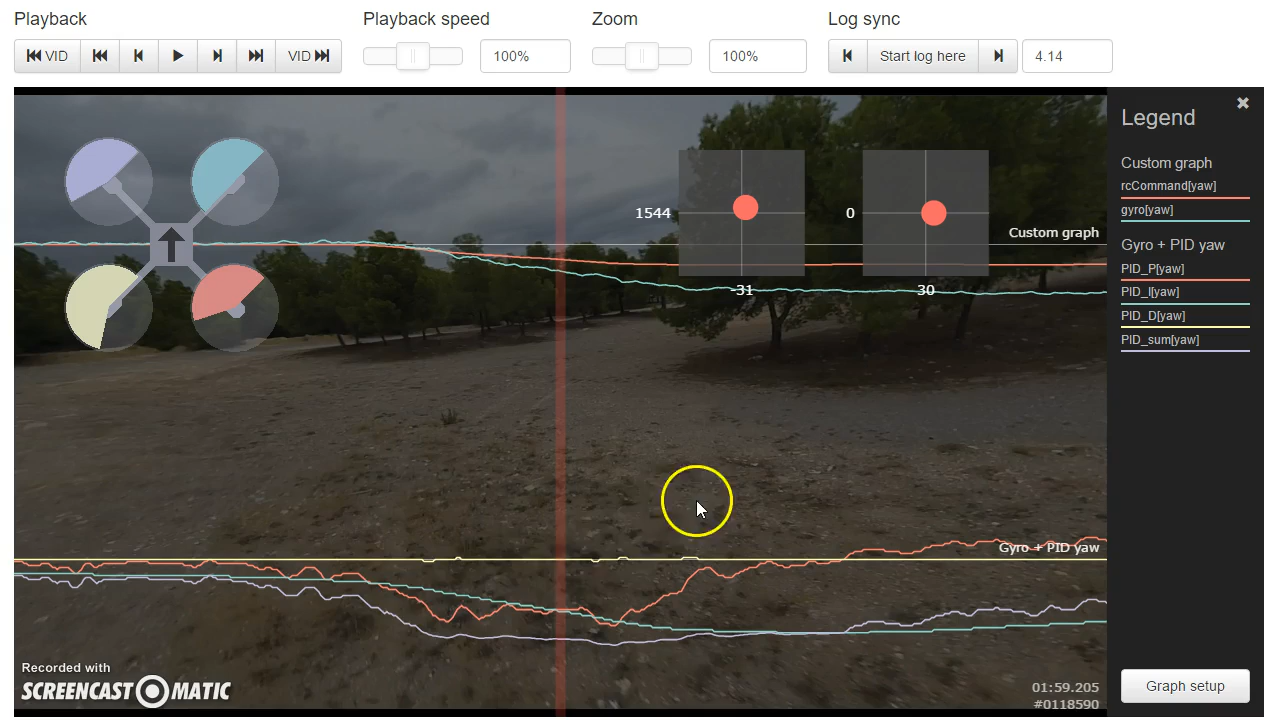 Playback
Playback speed
Zoom
Log sync
VID
VID
100%
100%
Start log here
4.14
Legend
Custom graph
rcCommand[yaw]
gyro[yaw]
Gyro + PID yaw
PID_P[yaw]
PID_I[yaw]
PID_D[yaw]
PID_sum[yaw]
1544
0
Custom graph
-31
30
Gyro + PID yaw
Recorded with
SCREENCAST MATIC
01:59.205
#0118590
Graph setup